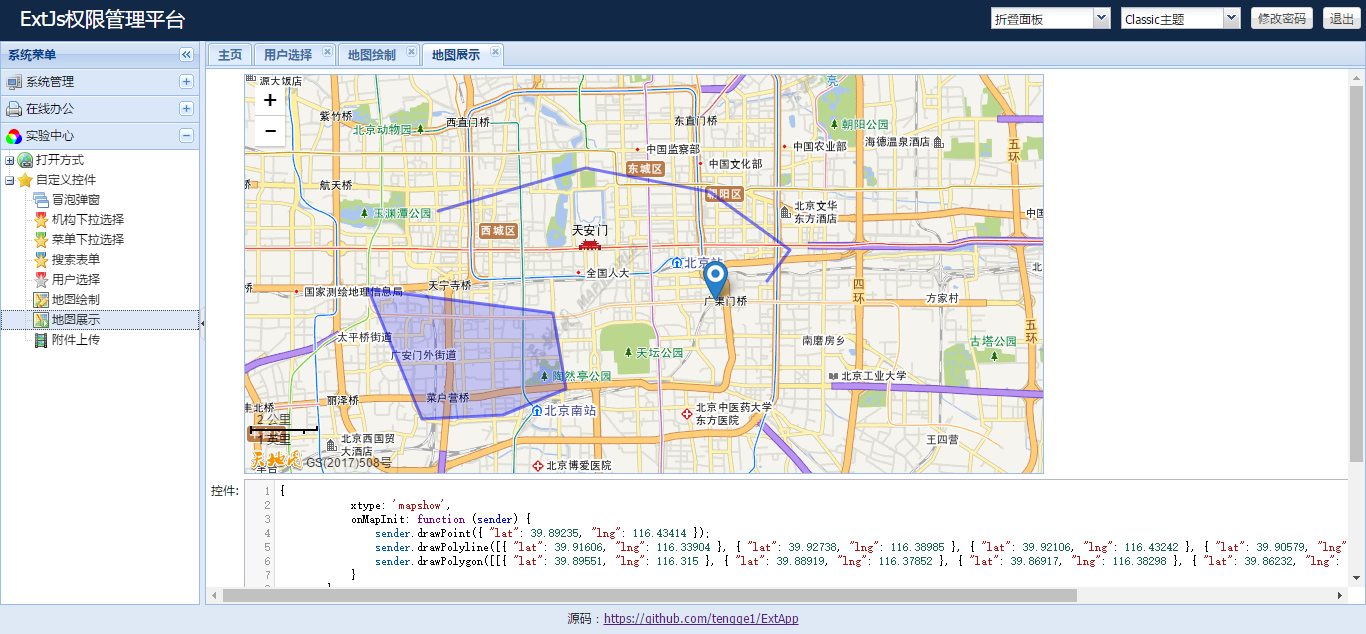 ExtJs权限管理平台
折叠面板
Classic主题
修改密码
退出
系统菜单
主页
用户选择
地图绘制
地图展示
系统管理
在线办公
实验中心
打开方式
自定义控件
冒泡弹窗
机构下拉选择
菜单下拉选择
搜索表单
用户选择
地图绘制
地图展示
附件上传
源大饭店
+
−
紫竹桥
北京动物园
西直门桥
东直门桥
朝阳公园
海德温泉酒店
五环
中国监察部
中国农业部
中国文化部
东城区
朝阳区
航天桥
玉渊潭公园
西城区
天安门
北京文华
东方酒店
北京站
全国人大
国家测绘地理信息局
天宁寺桥
广渠门桥
四环
方家村
五环
太平桥街道
广安门外街道
天坛公园
南磨房乡
古塔公园
陶然亭公园
北京工业大学
丽泽桥
菜户营桥
北京南站
北京中医药大学
东方医院
2 公里
1 英里
北京西国贸
大酒店
王四营
天地图
GS(2017)508号
北京博爱医院
控件:
1 {
2 xtype: 'mapshow',
3 onMapInit: function (sender) {
4 sender.drawPoint({ "lat": 39.89235, "lng": 116.43414 });
5 sender.drawPolyline([{ "lat": 39.91606, "lng": 116.33904 }, { "lat": 39.92738, "lng": 116.38985 }, { "lat": 39.92106, "lng": 116.43242 }, { "lat": 39.90579, "lng"
6 sender.drawPolygon([[{ "lat": 39.89551, "lng": 116.315 }, { "lat": 39.88919, "lng": 116.37852 }, { "lat": 39.86917, "lng": 116.38298 }, { "lat": 39.86232, "lng":
7 }
源码：https://github.com/tengge1/ExtApp